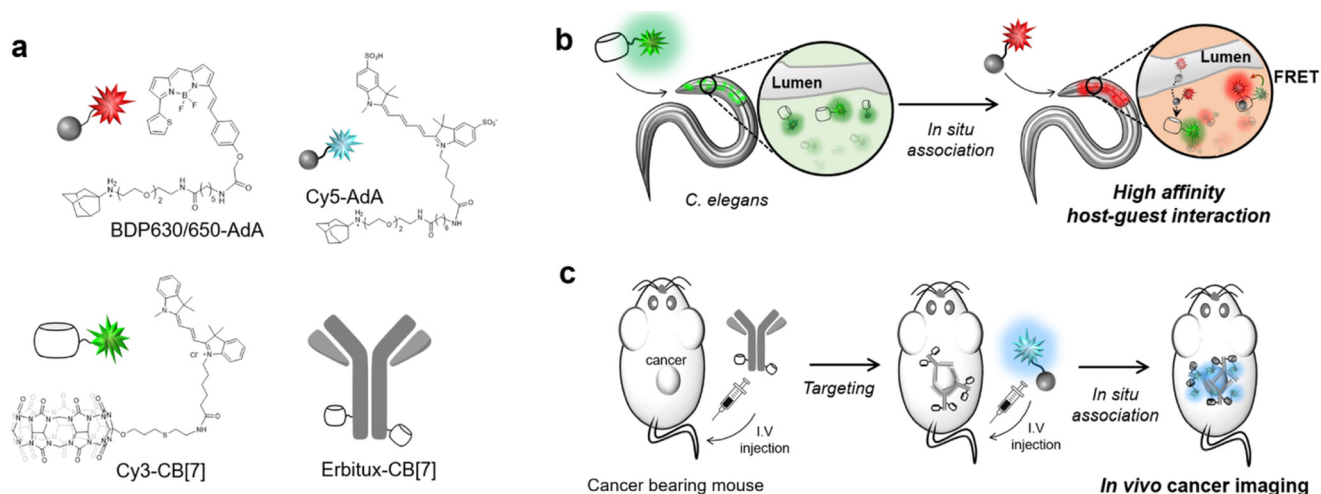 a
BDP630/650-AdA
Cy5-AdA
Cy3-CB[7]
Erbitux-CB[7]
b
Lumen
C. elegans
In situ
association
Lumen
FRET
High affinity
host-guest interaction
c
cancer
I.V
injection
Cancer bearing mouse
Targeting
I.V
injection
In situ
association
In vivo cancer imaging